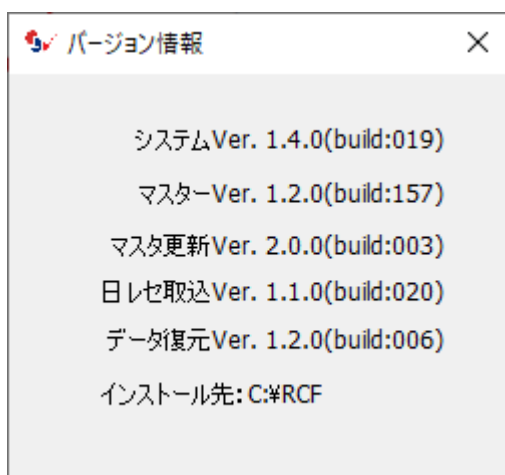 バージョン情報
システムVer. 1.4.0(build:019)
マスターVer. 1.2.0(build:157)
マスタ更新Ver. 2.0.0(build:003)
日レセ取込Ver. 1.1.0(build:020)
データ復元Ver. 1.2.0(build:006)
インストール先: C:¥RCF